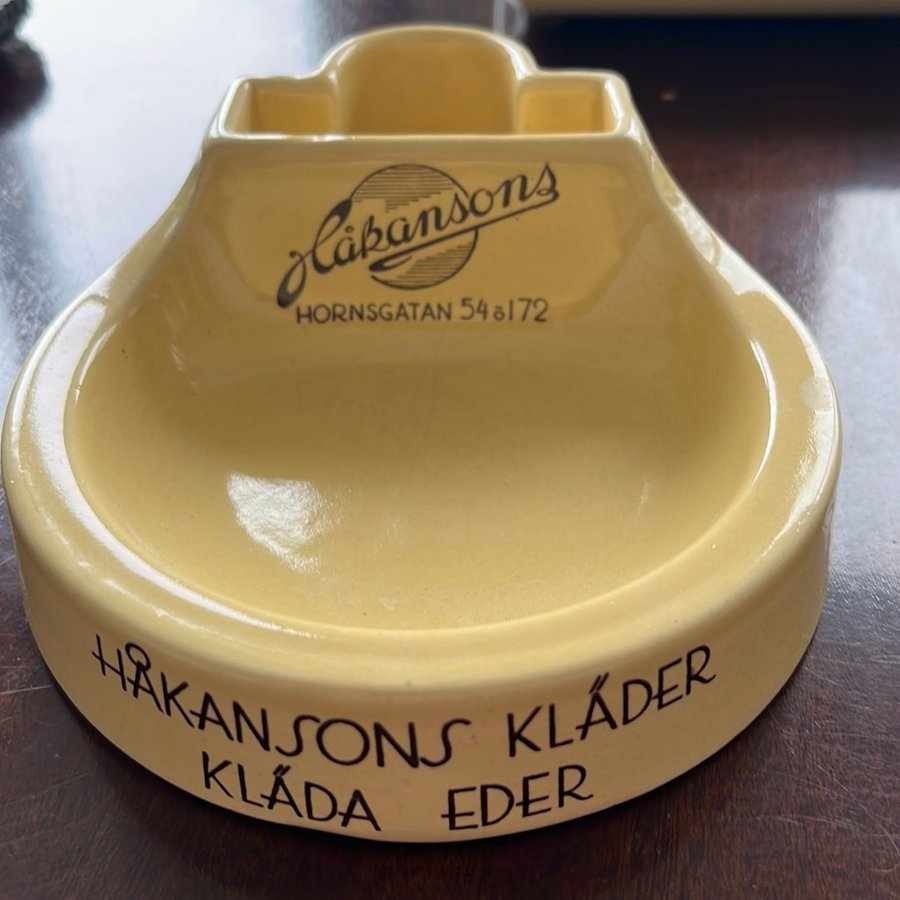 Håkansons
HORNSGATAN 54 & 172
HÅKANSONS KLÄDER
KLÄDA EDER